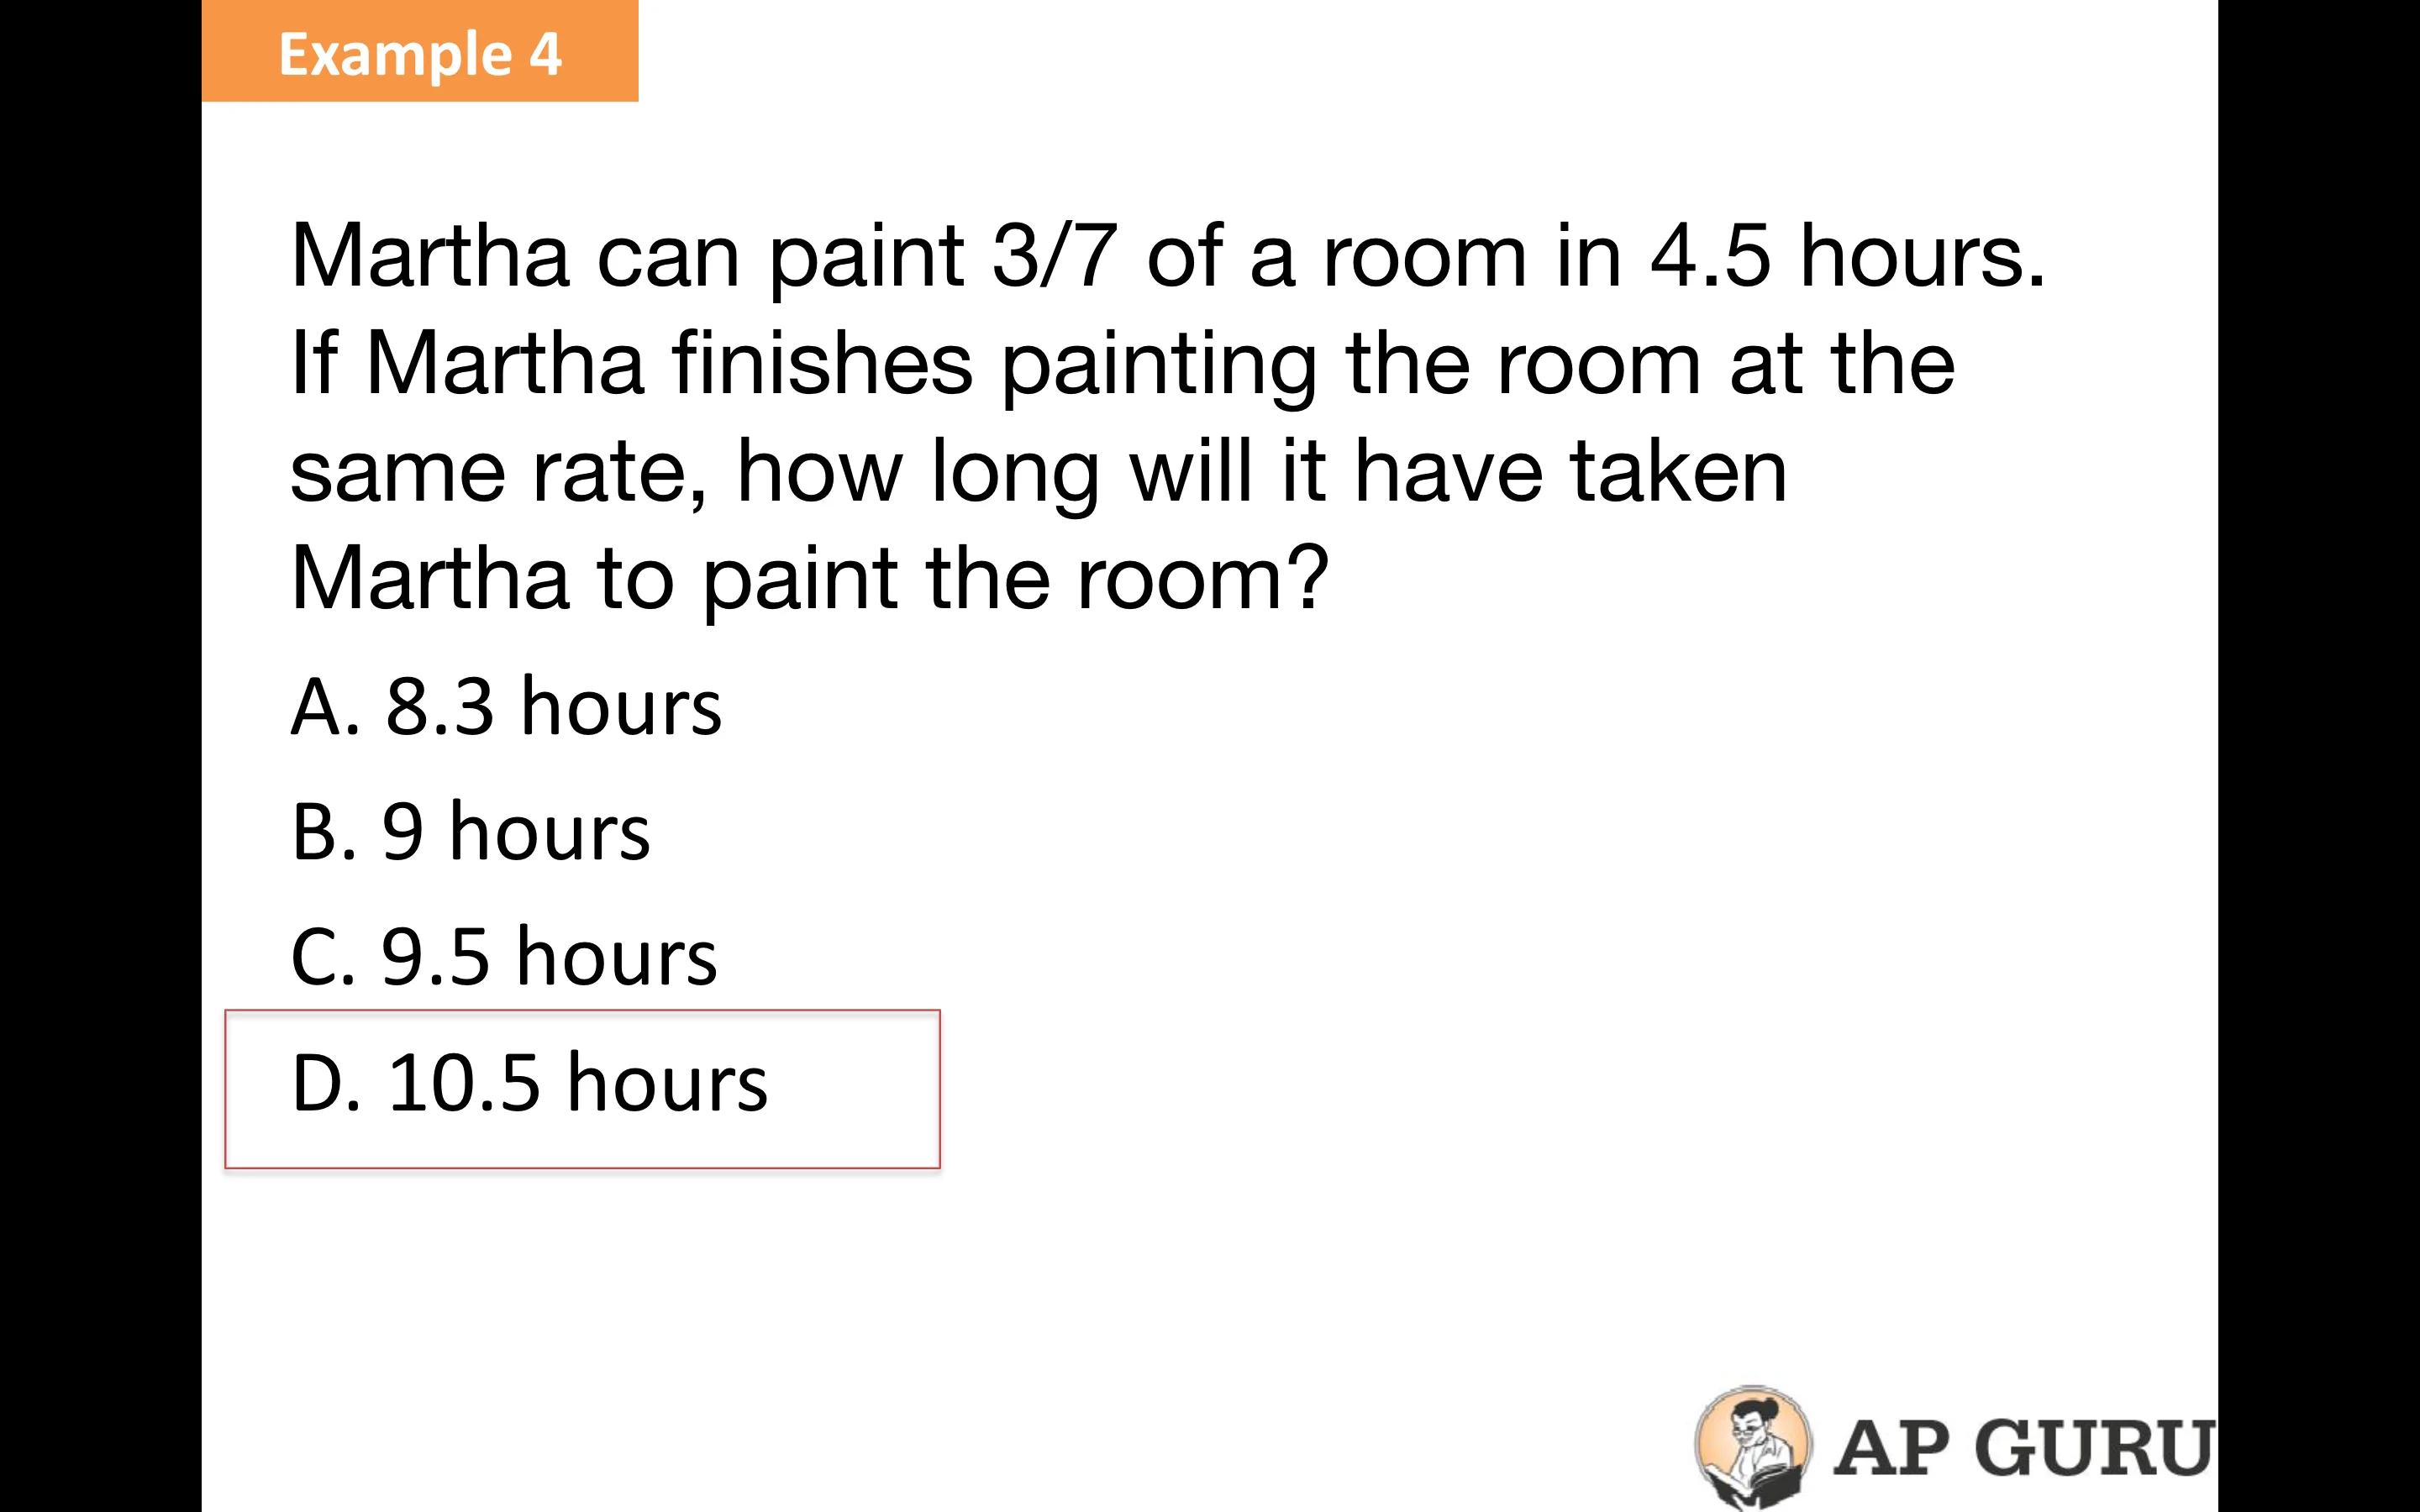 Example 4
Martha can paint 3/7 of a room in 4.5 hours.
If Martha finishes painting the room at the
same rate, how long will it have taken
Martha to paint the room?
A. 8.3 hours
B. 9 hours
C. 9.5 hours
D. 10.5 hours
AP GURU